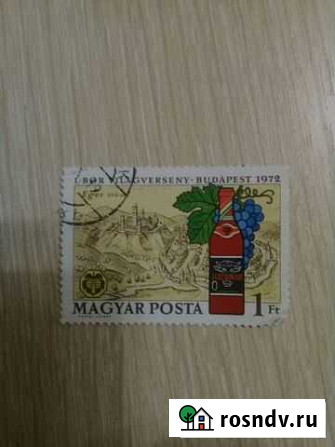 I. BOR VILÁGVERSENY - BUDAPEST 1972
MAGYAR POSTA 1 Ft
rosndv.ru